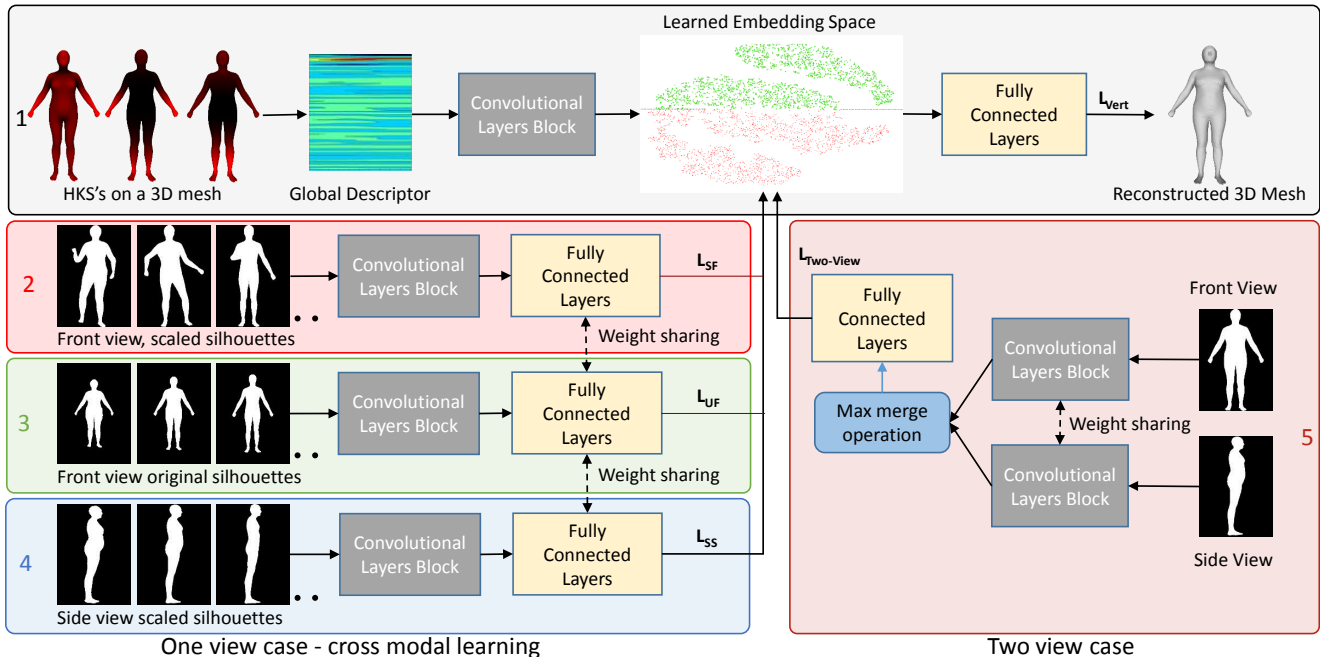 Learned Embedding Space
1
HKS's on a 3D mesh
Global Descriptor
Convolutional
Layers Block
Fully
Connected
Layers
LVert
Reconstructed 3D Mesh
2
Front view, scaled silhouettes
. .
Convolutional
Layers Block
Fully
Connected
Layers
LSF
Weight sharing
3
Front view original silhouettes
. .
Convolutional
Layers Block
Fully
Connected
Layers
LUF
Weight sharing
4
Side view scaled silhouettes
. .
Convolutional
Layers Block
Fully
Connected
Layers
LSS
One view case - cross modal learning
LTwo-View
Fully
Connected
Layers
Max merge
operation
Convolutional
Layers Block
Weight sharing
Convolutional
Layers Block
Front View
5
Side View
Two view case